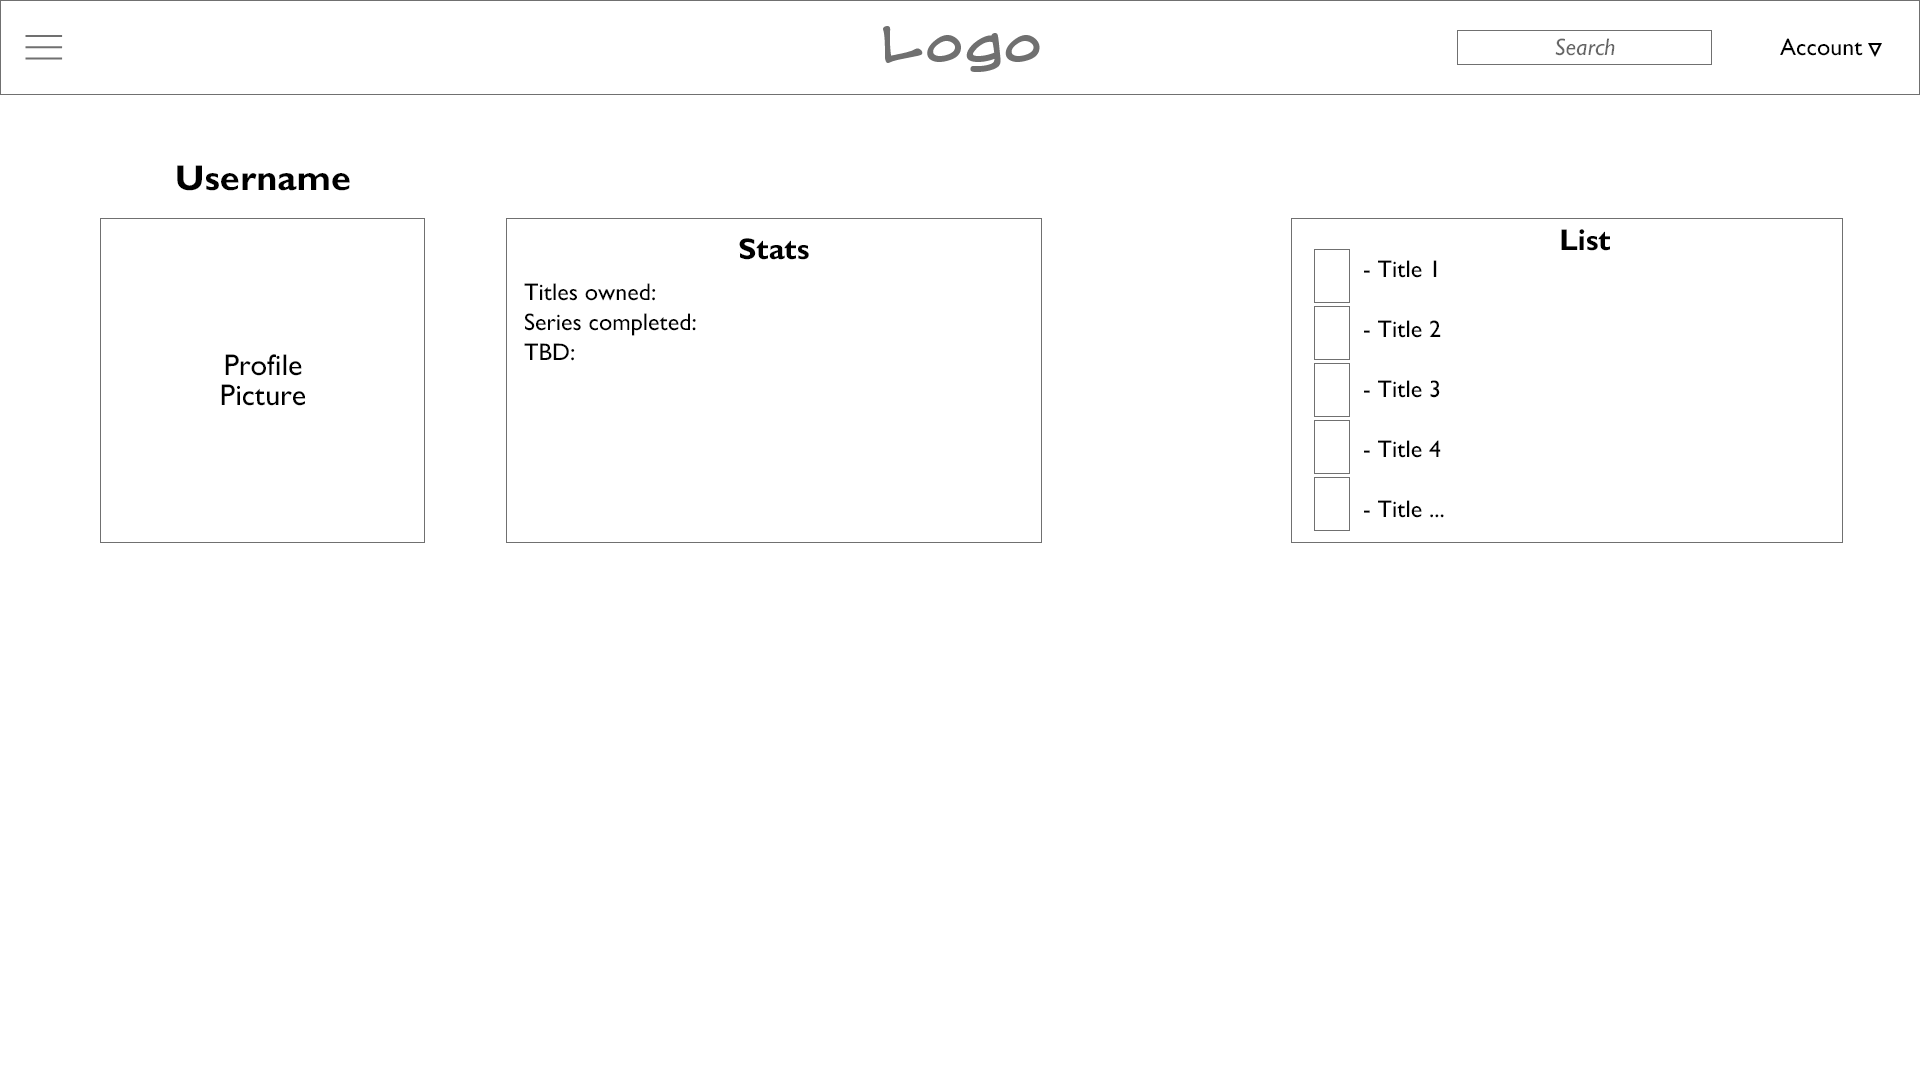 Logo
Search
Account ▽
Username
Profile
Picture
Stats
Titles owned:
Series completed:
TBD:
List
- Title 1
- Title 2
- Title 3
- Title 4
- Title ...